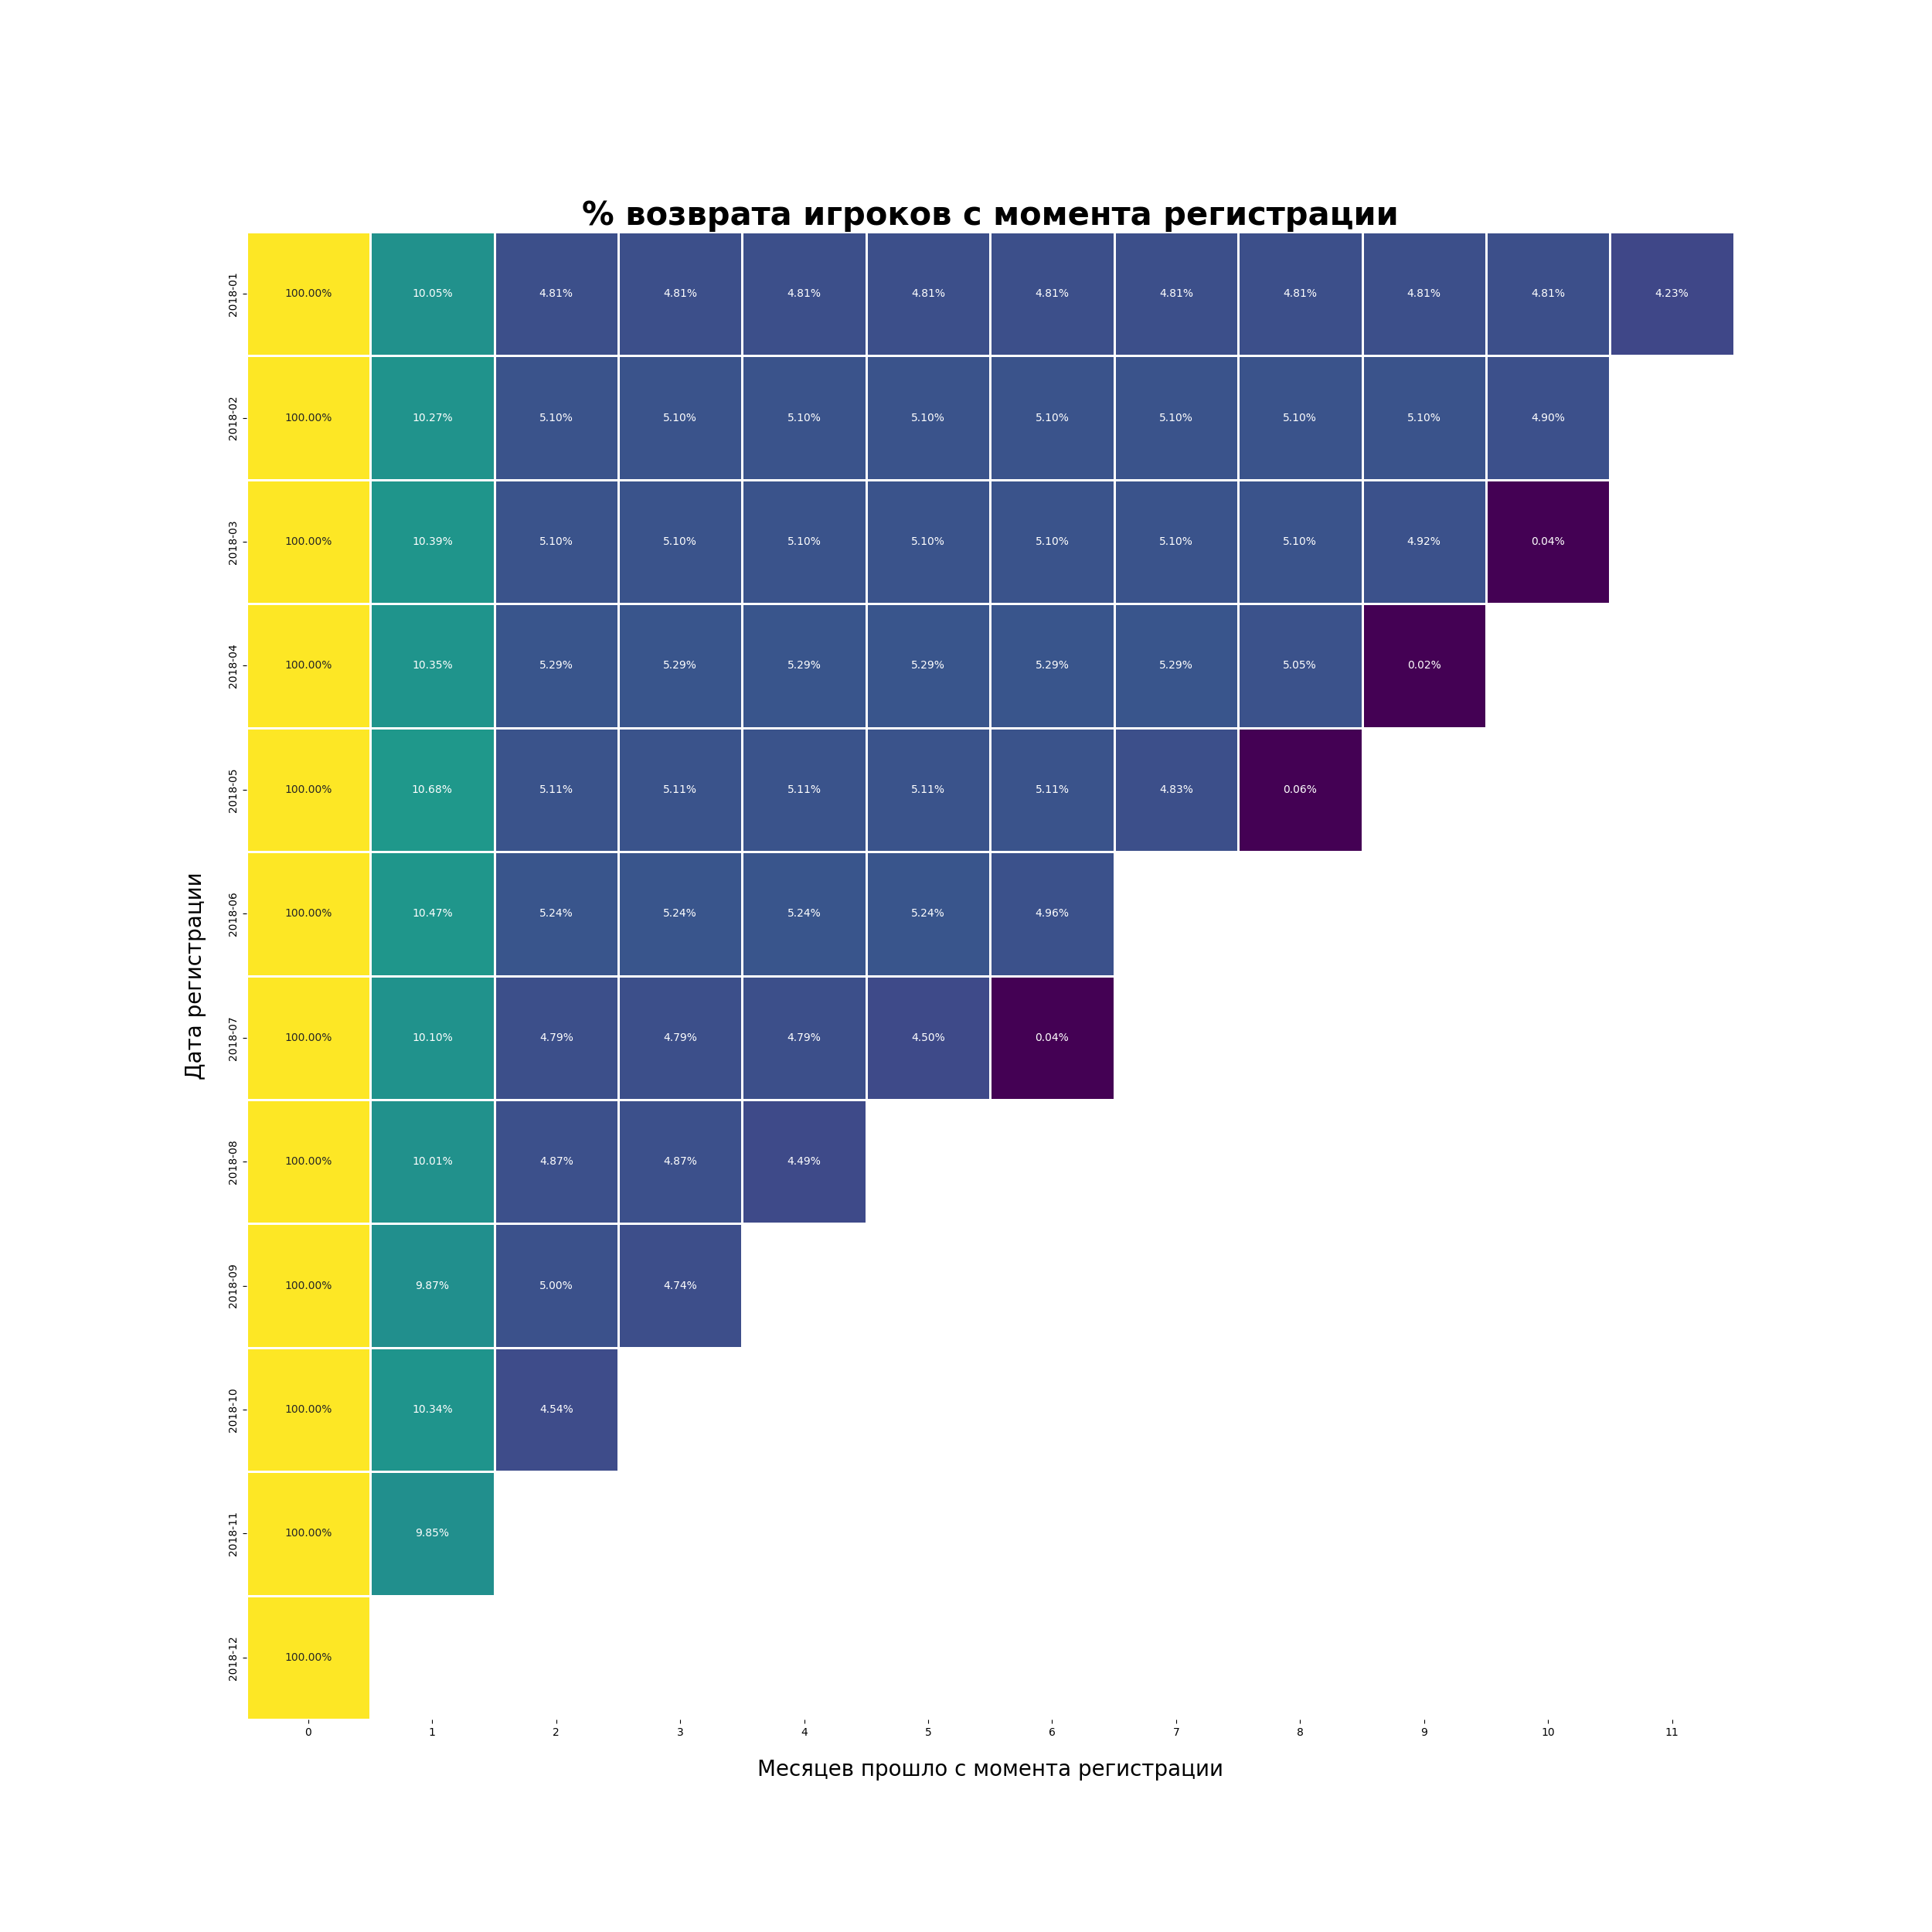 % возврата игроков с момента регистрации
2018-01 100.00% 10.05% 4.81% 4.81% 4.81% 4.81% 4.81% 4.81% 4.81% 4.81% 4.81% 4.23%
2018-02 100.00% 10.27% 5.10% 5.10% 5.10% 5.10% 5.10% 5.10% 5.10% 5.10% 4.90%
2018-03 100.00% 10.39% 5.10% 5.10% 5.10% 5.10% 5.10% 5.10% 5.10% 4.92% 0.04%
2018-04 100.00% 10.35% 5.29% 5.29% 5.29% 5.29% 5.29% 5.29% 5.05% 0.02%
2018-05 100.00% 10.68% 5.11% 5.11% 5.11% 5.11% 5.11% 4.83% 0.06%
2018-06 100.00% 10.47% 5.24% 5.24% 5.24% 5.24% 4.96%
2018-07 100.00% 10.10% 4.79% 4.79% 4.79% 4.50% 0.04%
2018-08 100.00% 10.01% 4.87% 4.87% 4.49%
2018-09 100.00% 9.87% 5.00% 4.74%
2018-10 100.00% 10.34% 4.54%
2018-11 100.00% 9.85%
2018-12 100.00%
0 1 2 3 4 5 6 7 8 9 10 11
Месяцев прошло с момента регистрации
Дата регистрации